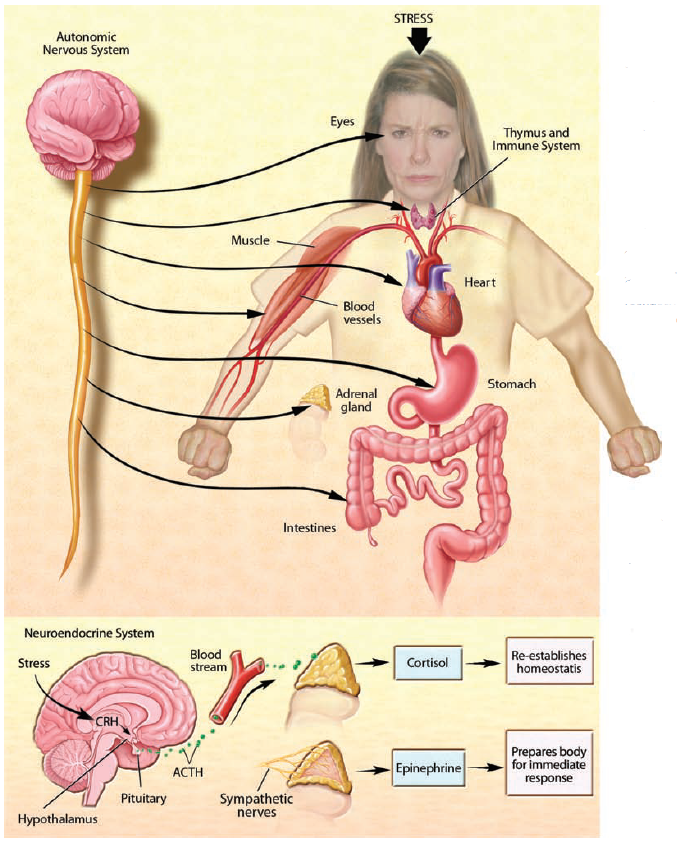 STRESS
Autonomic
Nervous System
Eyes
Thymus and
Immune System
Muscle
Heart
Blood
vessels
Stomach
Adrenal
gland
Intestines
Neuroendocrine System
Stress
CRH
ACTH
Pituitary
Hypothalamus
Blood
stream
Cortisol
Re-establishes
homeostatis
Sympathetic
nerves
Epinephrine
Prepares body
for immediate
response